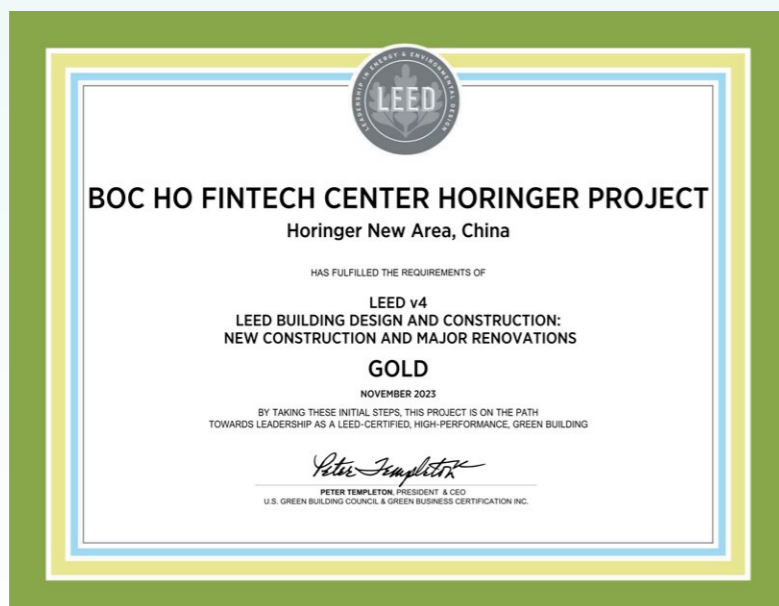 LEADERSHIP IN ENERGY & ENVIRONMENTAL DESIGN
LEED
BOC HO FINTECH CENTER HORINGER PROJECT
Horinger New Area, China
HAS FULFILLED THE REQUIREMENTS OF
LEED v4
LEED BUILDING DESIGN AND CONSTRUCTION:
NEW CONSTRUCTION AND MAJOR RENOVATIONS
GOLD
NOVEMBER 2023
BY TAKING THESE INITIAL STEPS, THIS PROJECT IS ON THE PATH
TOWARDS LEADERSHIP AS A LEED-CERTIFIED, HIGH-PERFORMANCE, GREEN BUILDING
Peter Templeton
PETER TEMPLETON, PRESIDENT & CEO
U.S. GREEN BUILDING COUNCIL & GREEN BUSINESS CERTIFICATION INC.